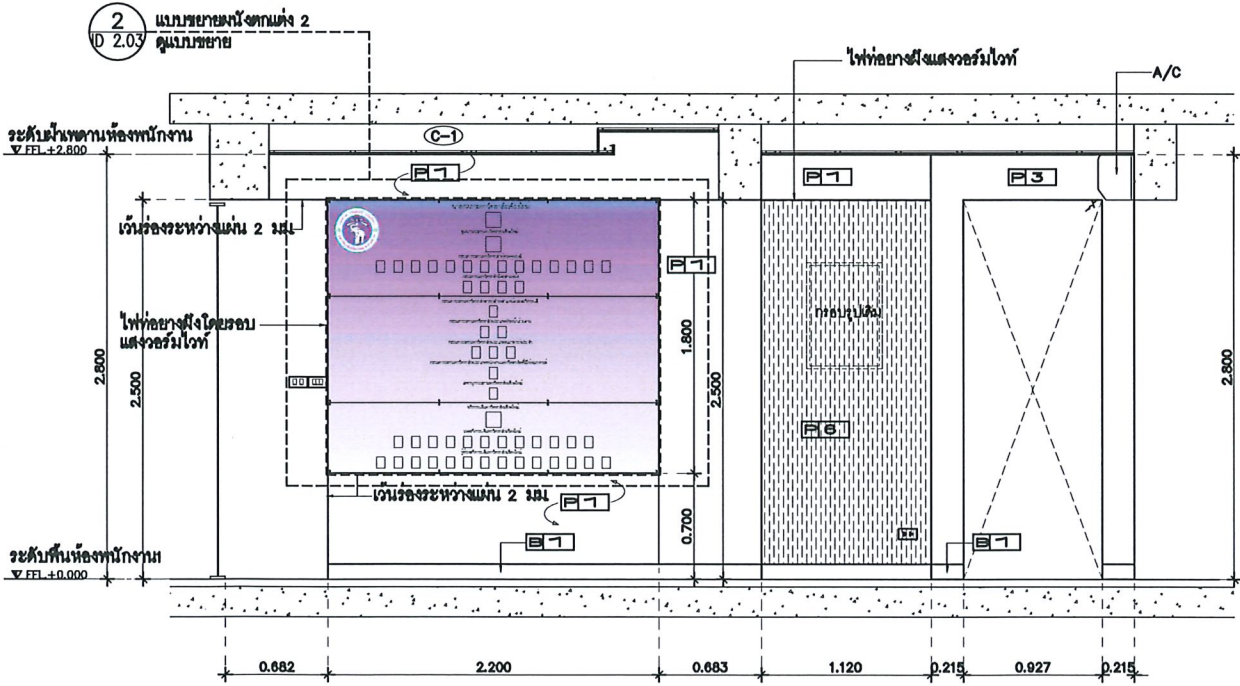 2
ID 2.03
แบบขยายผนังตกแต่ง 2
ดูแบบขยาย
ไฟท่อยางฝังแสงวอร์มไวท์
A/C
ระดับฝ้าเพดานห้องพนักงาน
FFL.+2.800
C-1
P 1
P 1
P 3
เว้นร่องระหว่างแผ่น 2 มม.
P 1
ไฟท่อยางฝังโดยรอบ
แสงวอร์มไวท์
กรอบรูปเดิม
2.800
2.500
1.800
2.500
2.800
P 6
เว้นร่องระหว่างแผ่น 2 มม.
P 1
0.700
B 1
B 1
ระดับพื้นห้องพนักงาน
FFL.+0.000
0.682
2.200
0.683
1.120
0.215
0.927
0.215